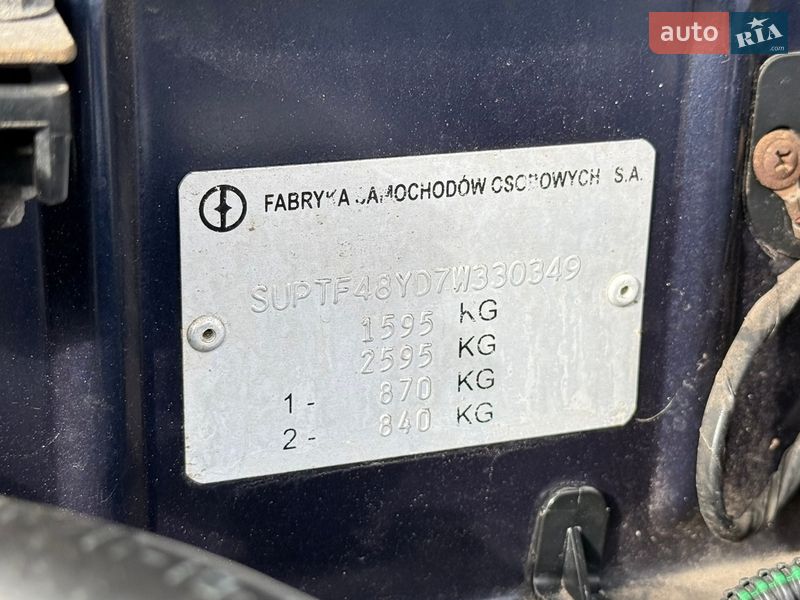 auto RIA
FABRYKA SAMOCHODÓW OSOBOWYCH S.A.
SUPTF48YD7W330349
1595 KG
2595 KG
1- 870 KG
2- 840 KG